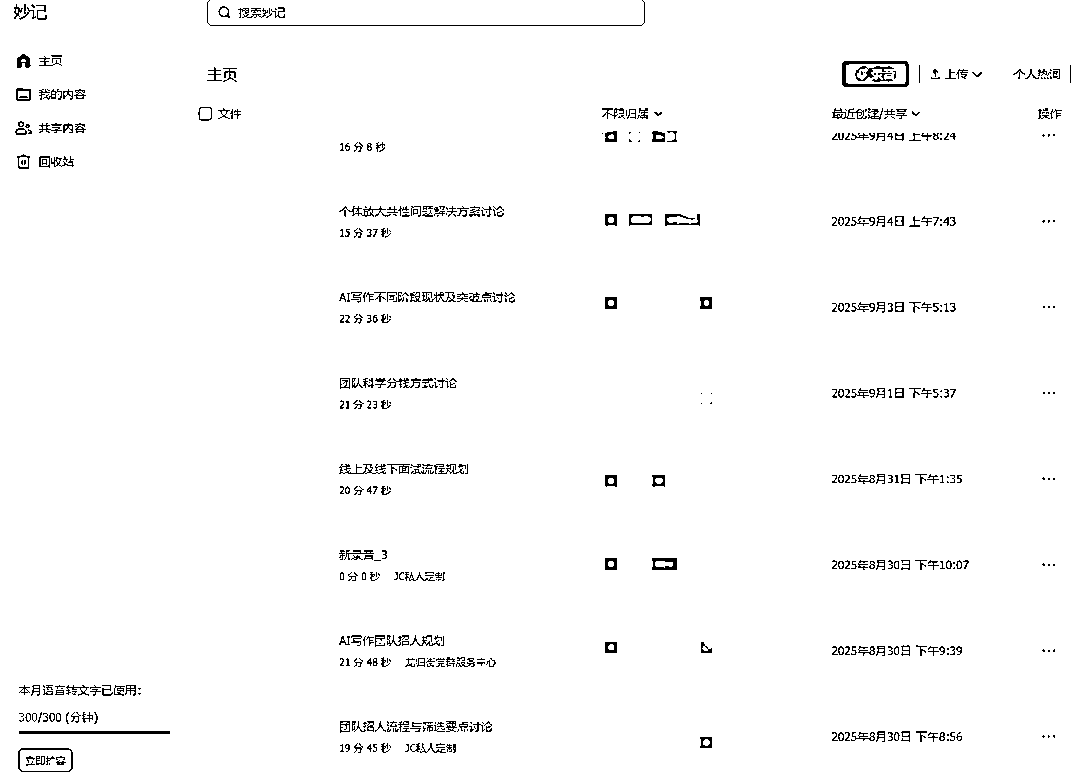 妙记
搜索妙记
主页
我的内容
共享内容
回收站
主页
上传
个人热词
文件
不限归属
最近创建/共享
操作
16 分 8 秒
2025年9月4日 上午8:24
个体放大共性问题解决方案讨论
15 分 37 秒
2025年9月4日 上午7:43
AI写作不同阶段现状及突破点讨论
22 分 36 秒
2025年9月3日 下午5:13
团队科学分钱方式讨论
21 分 23 秒
2025年9月1日 下午5:37
线上及线下面试流程规划
20 分 47 秒
2025年8月31日 下午1:35
新录音_3
0 分 0 秒 JC私人定制
2025年8月30日 下午10:07
AI写作团队招人规划
21 分 48 秒 龙归街党群服务中心
2025年8月30日 下午9:39
团队招人流程与筛选要点讨论
19 分 45 秒 JC私人定制
2025年8月30日 下午8:56
本月语音转文字已使用:
300/300 (分钟)
立即扩容